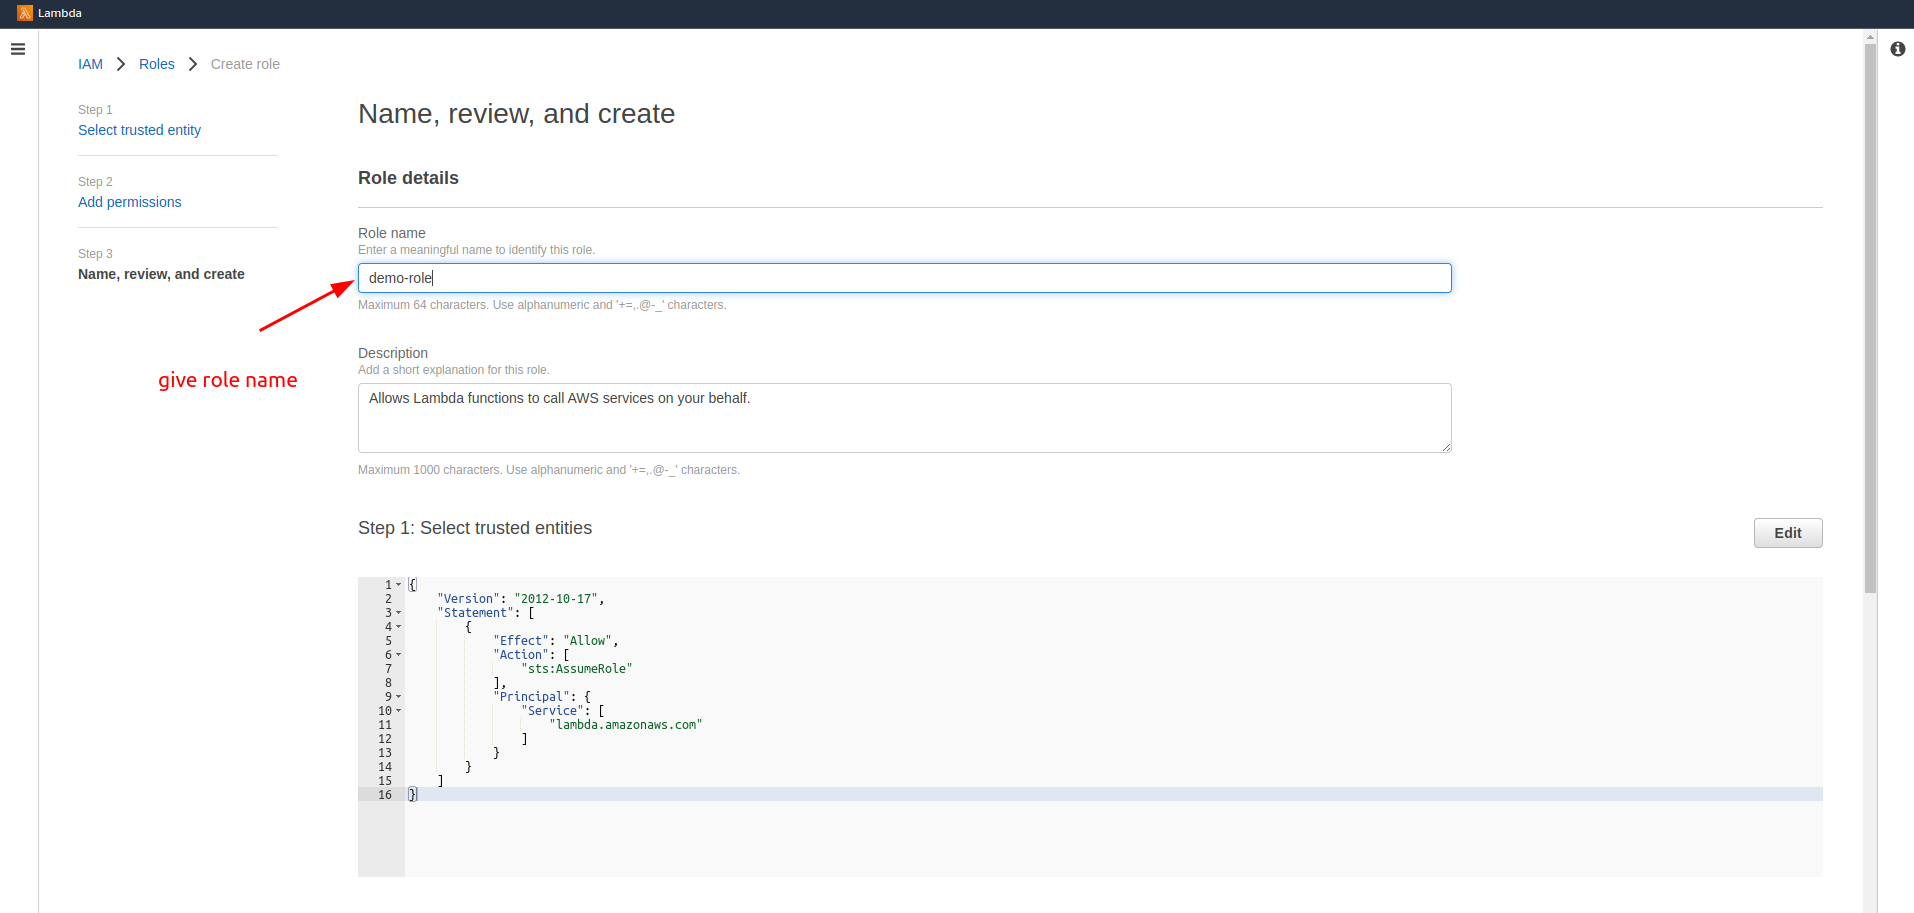 Lambda
IAM > Roles > Create role
Step 1
Select trusted entity
Step 2
Add permissions
Step 3
Name, review, and create
give role name
Name, review, and create
Role details
Role name
Enter a meaningful name to identify this role.
demo-role
Maximum 64 characters. Use alphanumeric and '+=,.@-_' characters.
Description
Add a short explanation for this role.
Allows Lambda functions to call AWS services on your behalf.
Maximum 1000 characters. Use alphanumeric and '+=,.@-_' characters.
Step 1: Select trusted entities
Edit
1 {
2     "Version": "2012-10-17",
3     "Statement": [
4         {
5             "Effect": "Allow",
6             "Action": [
7                 "sts:AssumeRole"
8             ],
9             "Principal": {
10                 "Service": [
11                     "lambda.amazonaws.com"
12                 ]
13             }
14         }
15     ]
16 }